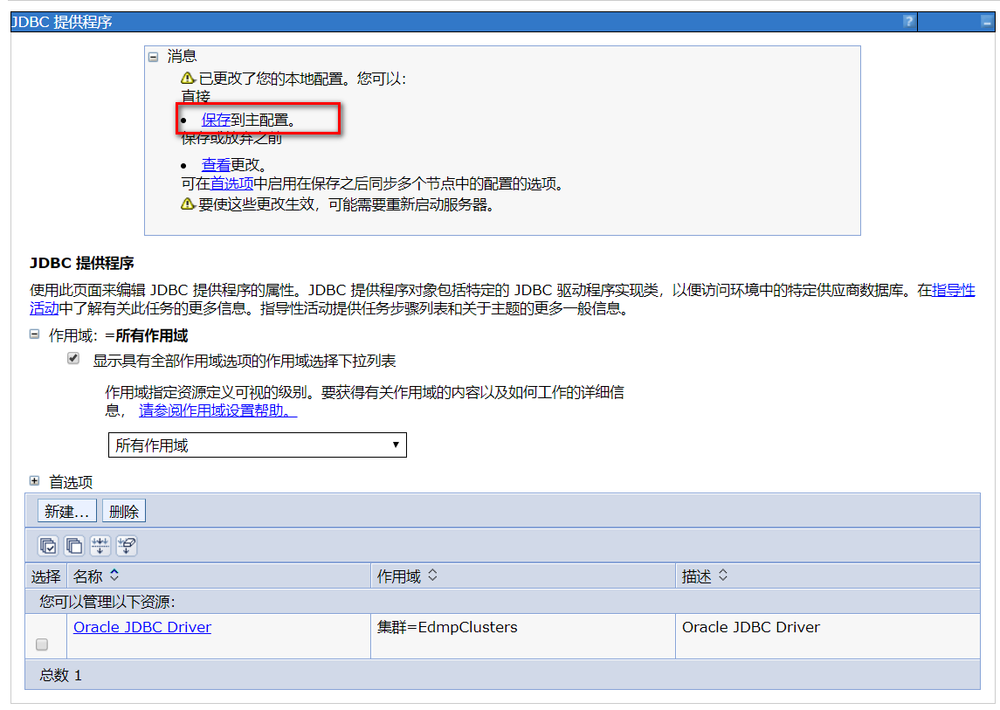 JDBC 提供程序
?
消息
已更改了您的本地配置。您可以：
直接
保存到主配置。
保存或放弃之前
查看更改。
可在首选项中启用在保存之后同步多个节点中的配置的选项。
要使这些更改生效，可能需要重新启动服务器。
JDBC 提供程序
使用此页面来编辑 JDBC 提供程序的属性。JDBC 提供程序对象包括特定的 JDBC 驱动程序实现类，以便访问环境中的特定供应商数据库。在指导性
活动中了解有关此任务的更多信息。指导性活动提供任务步骤列表和关于主题的更多一般信息。
作用域：=所有作用域
显示具有全部作用域选项的作用域选择下拉列表
作用域指定资源定义可视的级别。要获得有关作用域的内容以及如何工作的详细信
息， 请参阅作用域设置帮助。
所有作用域
首选项
新建... 删除
选择 名称 作用域 描述
您可以管理以下资源：
Oracle JDBC Driver 集群=EdmpClusters Oracle JDBC Driver
总数 1